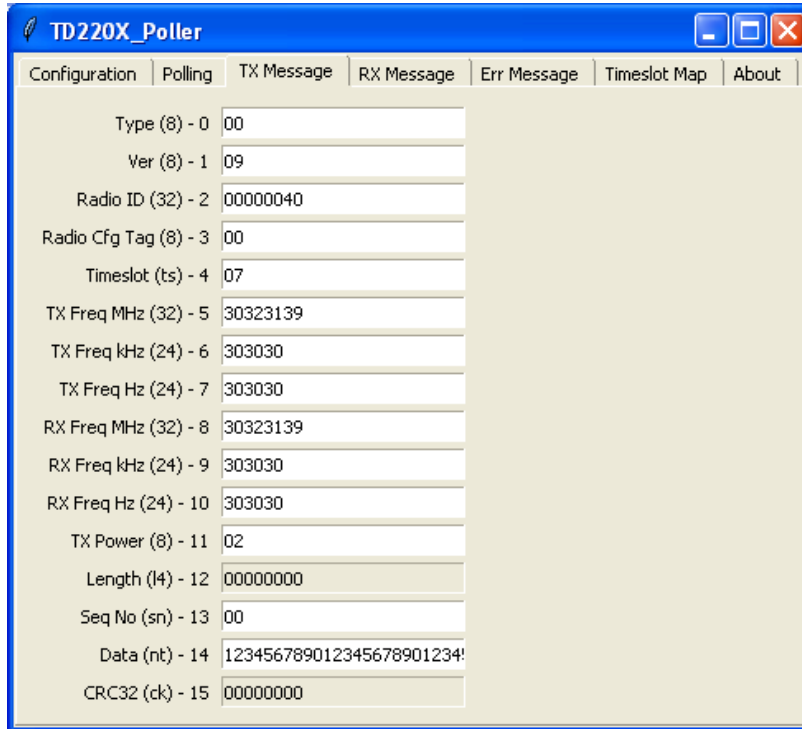 TD220X_Poller
Configuration Polling TX Message RX Message Err Message Timeslot Map About
Type (8) - 0 00
Ver (8) - 1 09
Radio ID (32) - 2 00000040
Radio Cfg Tag (8) - 3 00
Timeslot (ts) - 4 07
TX Freq MHz (32) - 5 30323139
TX Freq kHz (24) - 6 303030
TX Freq Hz (24) - 7 303030
RX Freq MHz (32) - 8 30323139
RX Freq kHz (24) - 9 303030
RX Freq Hz (24) - 10 303030
TX Power (8) - 11 02
Length (l4) - 12 00000000
Seq No (sn) - 13 00
Data (nt) - 14 1234567890123456789012345
CRC32 (ck) - 15 00000000